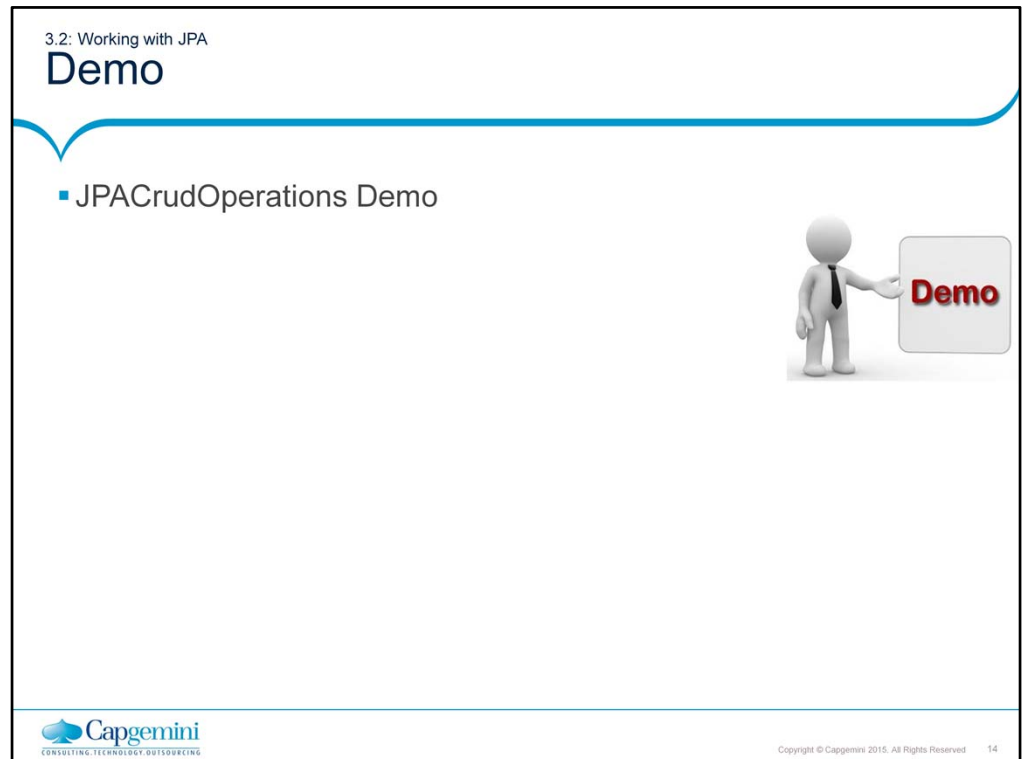 3.2: Working with JPA
Demo
JPACrudOperations Demo
Demo
Capgemini
CONSULTING.TECHNOLOGY.OUTSOURCING
Copyright © Capgemini 2015. All Rights Reserved 14